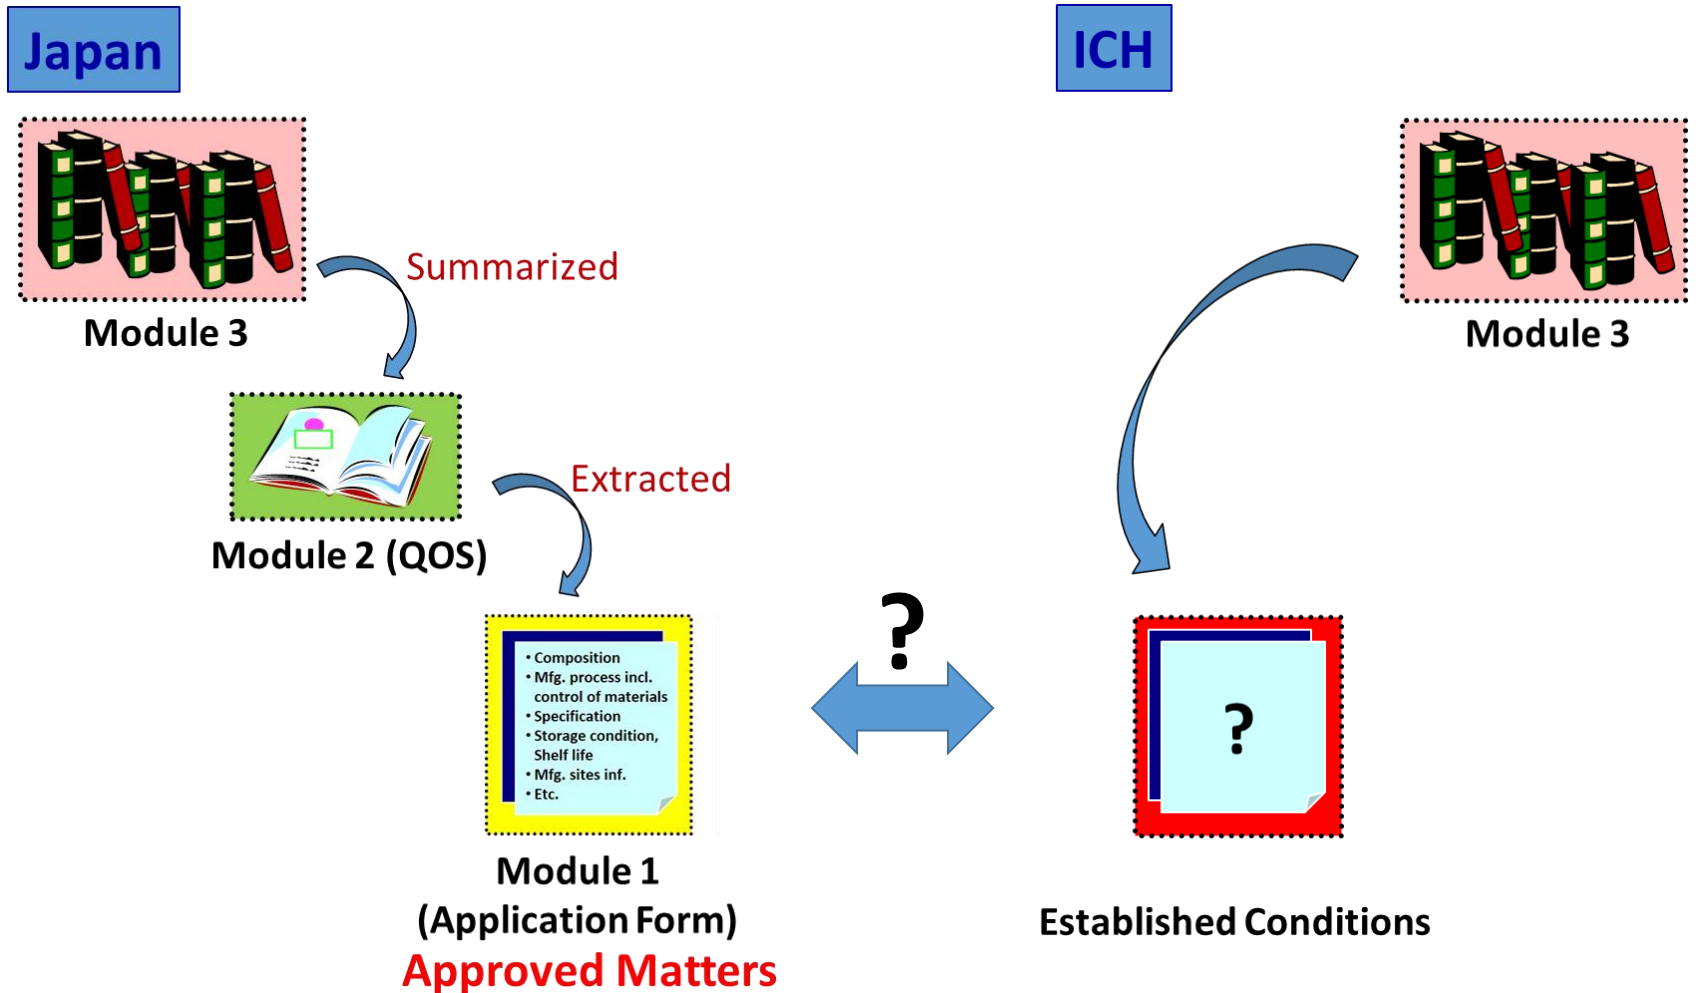 Japan
ICH
Module 3
Summarized
Module 3
Module 2 (QOS)
Extracted
?
• Composition
• Mfg. process incl.
control of materials
• Specification
• Storage condition,
Shelf life
• Mfg. sites inf.
• Etc.
?
Module 1
(Application Form)
Approved Matters
Established Conditions